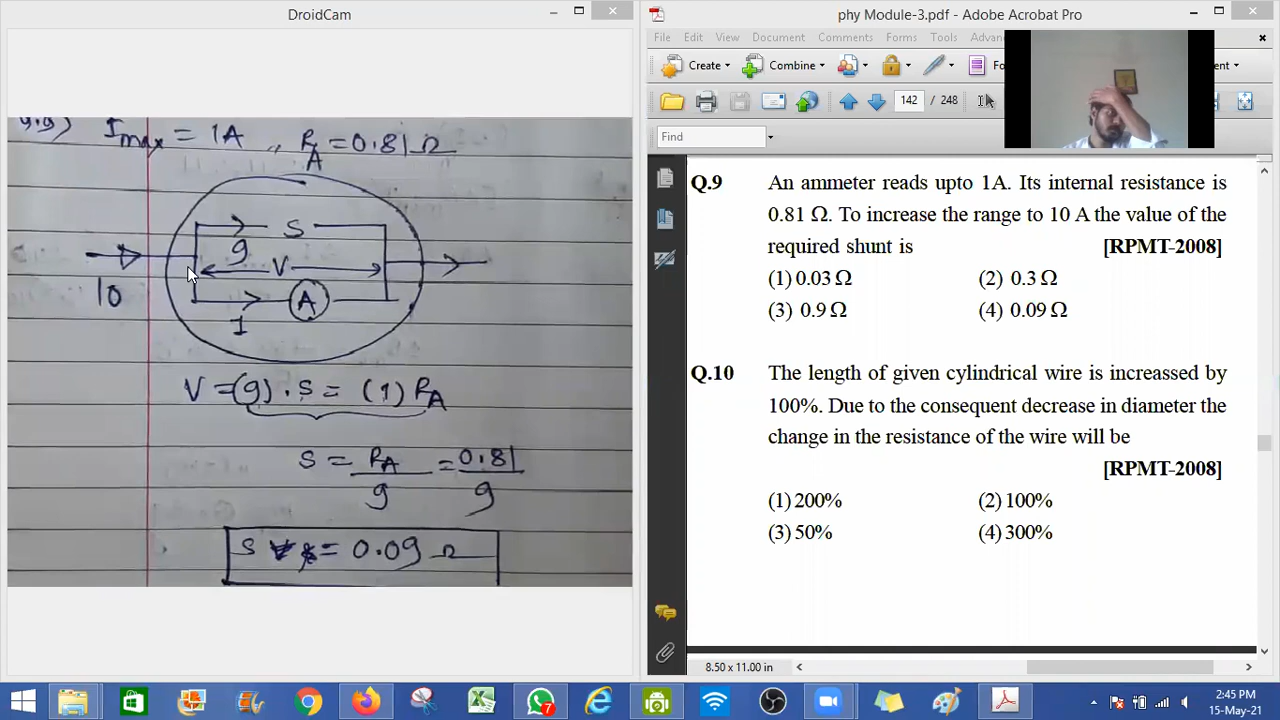 DroidCam
9.9) Imax = 1A , RA = 0.81 Ω
S
9
V
10
A
1
V = (9) . S = (1) RA
S = RA / 9 = 0.81 / 9
S = 0.09 Ω
phy Module-3.pdf - Adobe Acrobat Pro
File Edit View Document Comments Forms Tools Advan
Create Combine Fo
142 / 248
Find
Q.9 An ammeter reads upto 1A. Its internal resistance is
0.81 Ω. To increase the range to 10 A the value of the
required shunt is [RPMT-2008]
(1) 0.03 Ω (2) 0.3 Ω
(3) 0.9 Ω (4) 0.09 Ω
Q.10 The length of given cylindrical wire is increassed by
100%. Due to the consequent decrease in diameter the
change in the resistance of the wire will be
[RPMT-2008]
(1) 200% (2) 100%
(3) 50% (4) 300%
8.50 x 11.00 in
7
2:45 PM
15-May-21